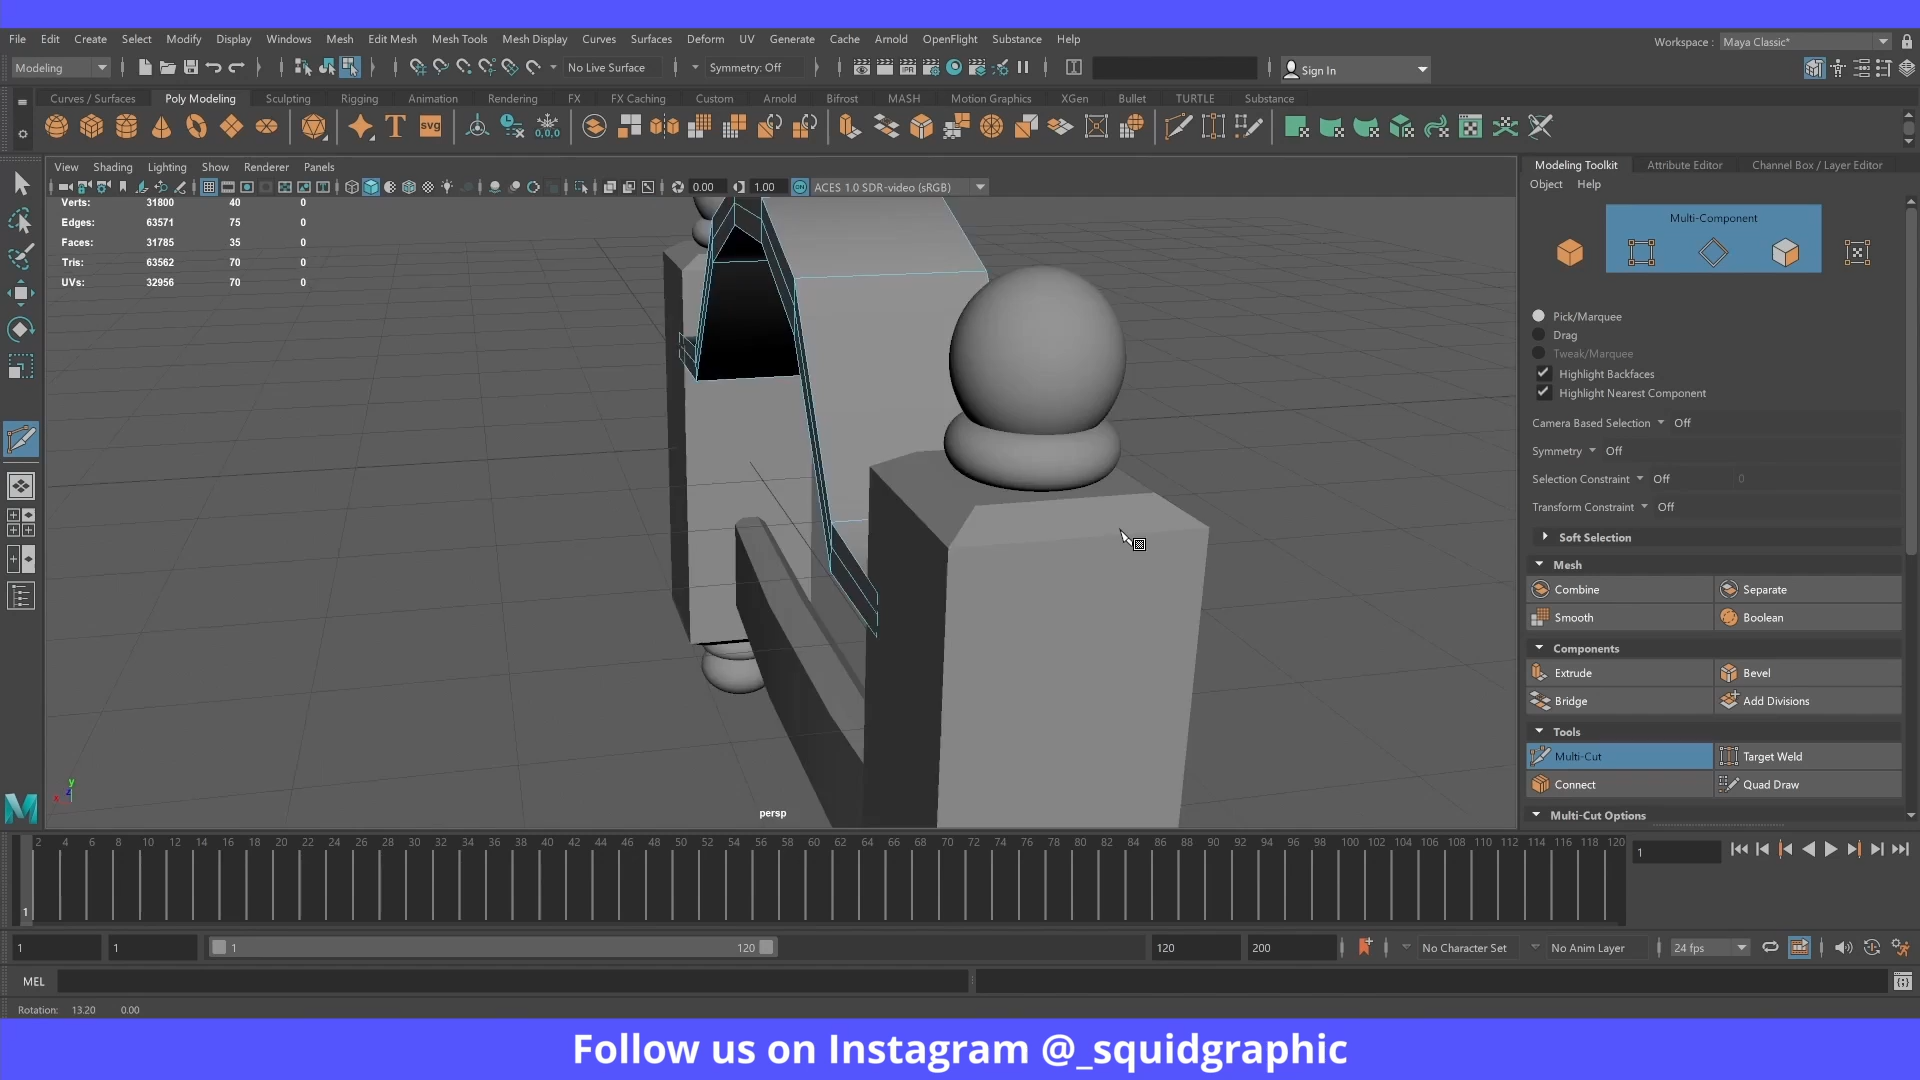 File Edit Create Select Modify Display Windows Mesh Edit Mesh Mesh Tools Mesh Display Curves Surfaces Deform UV Generate Cache Arnold OpenFlight Substance Help
Workspace : Maya Classic*
Modeling No Live Surface Symmetry: Off Sign In
Curves / Surfaces Poly Modeling Sculpting Rigging Animation Rendering FX FX Caching Custom Arnold Bifrost MASH Motion Graphics XGen Bullet TURTLE Substance
T svg 0,0,0
View Shading Lighting Show Renderer Panels
0.00 1.00 ON ACES 1.0 SDR-video (sRGB)
Verts: 31800 40 0
Edges: 63571 75 0
Faces: 31785 35 0
Tris: 63562 70 0
UVs: 32956 70 0
y
x z
persp
Modeling Toolkit Attribute Editor Channel Box / Layer Editor
Object Help
Multi-Component
Pick/Marquee
Drag
Tweak/Marquee
Highlight Backfaces
Highlight Nearest Component
Camera Based Selection Off
Symmetry Off
Selection Constraint Off 0
Transform Constraint Off
Soft Selection
Mesh
Combine Separate
Smooth Boolean
Components
Extrude Bevel
Bridge Add Divisions
Tools
Multi-Cut Target Weld
Connect Quad Draw
Multi-Cut Options
2 4 6 8 10 12 14 16 18 20 22 24 26 28 30 32 34 36 38 40 42 44 46 48 50 52 54 56 58 60 62 64 66 68 70 72 74 76 78 80 82 84 86 88 90 92 94 96 98 100 102 104 106 108 110 112 114 116 118 120
1
1
1 1 1 120 120 200 No Character Set No Anim Layer 24 fps
MEL
Rotation: 13.20 0.00
Follow us on Instagram @_squidgraphic